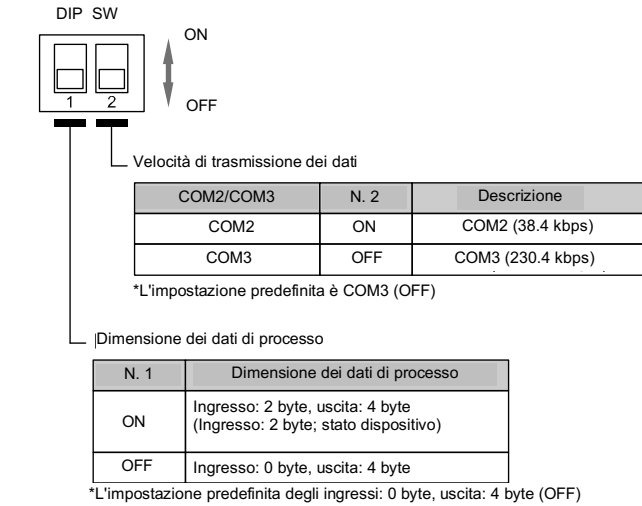 DIP SW
ON
1 2
OFF
Velocità di trasmissione dei dati
COM2/COM3 N. 2 Descrizione
COM2 ON COM2 (38.4 kbps)
COM3 OFF COM3 (230.4 kbps)
*L'impostazione predefinita è COM3 (OFF)
Dimensione dei dati di processo
N. 1 Dimensione dei dati di processo
ON Ingresso: 2 byte, uscita: 4 byte
(Ingresso: 2 byte; stato dispositivo)
OFF Ingresso: 0 byte, uscita: 4 byte
*L'impostazione predefinita degli ingressi: 0 byte, uscita: 4 byte (OFF)